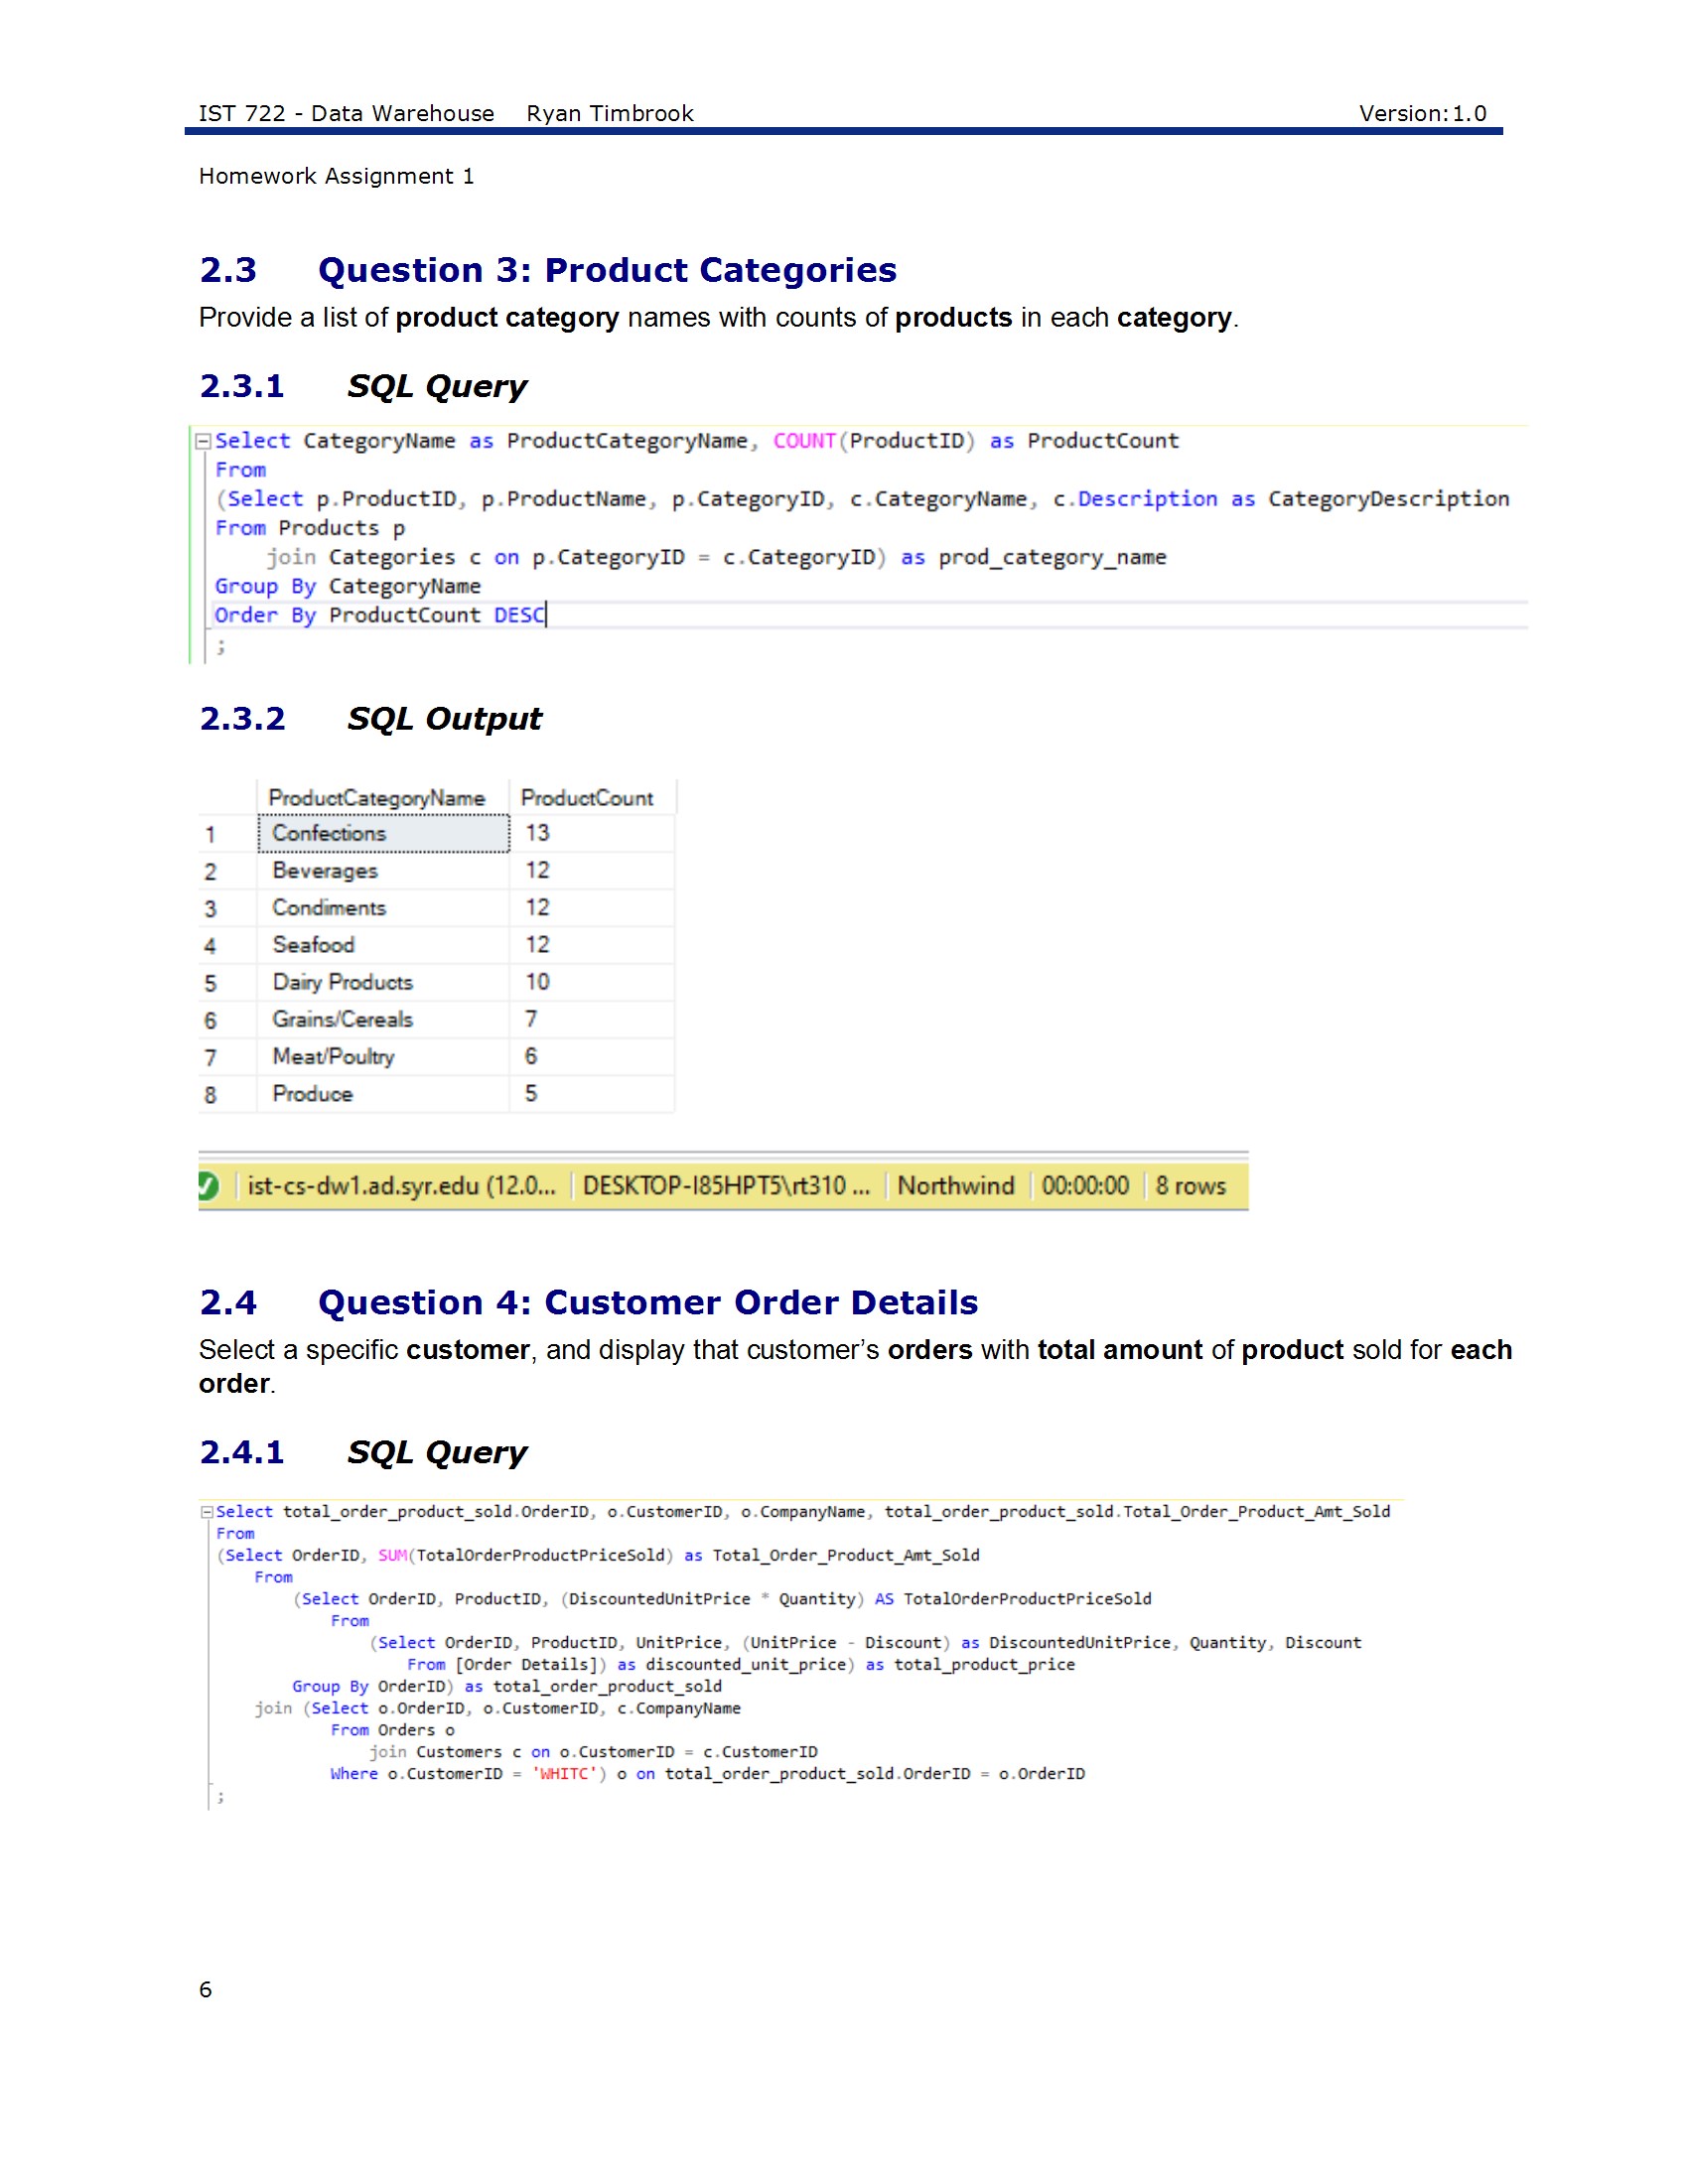 IST 722 - Data Warehouse Ryan Timbrook Version:1.0
Homework Assignment 1
2.3 Question 3: Product Categories
Provide a list of product category names with counts of products in each category.
2.3.1 SQL Query
Select CategoryName as ProductCategoryName, COUNT(ProductID) as ProductCount
From
(Select p.ProductID, p.ProductName, p.CategoryID, c.CategoryName, c.Description as CategoryDescription
From Products p
join Categories c on p.CategoryID = c.CategoryID) as prod_category_name
Group By CategoryName
Order By ProductCount DESC
;
2.3.2 SQL Output
ProductCategoryName ProductCount
1 Confections 13
2 Beverages 12
3 Condiments 12
4 Seafood 12
5 Dairy Products 10
6 Grains/Cereals 7
7 Meat/Poultry 6
8 Produce 5
ist-cs-dw1.ad.syr.edu (12.0... DESKTOP-I85HPT5\rt310 ... Northwind 00:00:00 8 rows
2.4 Question 4: Customer Order Details
Select a specific customer, and display that customer’s orders with total amount of product sold for each
order.
2.4.1 SQL Query
Select total_order_product_sold.OrderID, o.CustomerID, o.CompanyName, total_order_product_sold.Total_Order_Product_Amt_Sold
From
(Select OrderID, SUM(TotalOrderProductPriceSold) as Total_Order_Product_Amt_Sold
From
(Select OrderID, ProductID, (DiscountedUnitPrice * Quantity) AS TotalOrderProductPriceSold
From
(Select OrderID, ProductID, UnitPrice, (UnitPrice - Discount) as DiscountedUnitPrice, Quantity, Discount
From [Order Details]) as discounted_unit_price) as total_product_price
Group By OrderID) as total_order_product_sold
join (Select o.OrderID, o.CustomerID, c.CompanyName
From Orders o
join Customers c on o.CustomerID = c.CustomerID
Where o.CustomerID = 'WHITC') o on total_order_product_sold.OrderID = o.OrderID
;
6